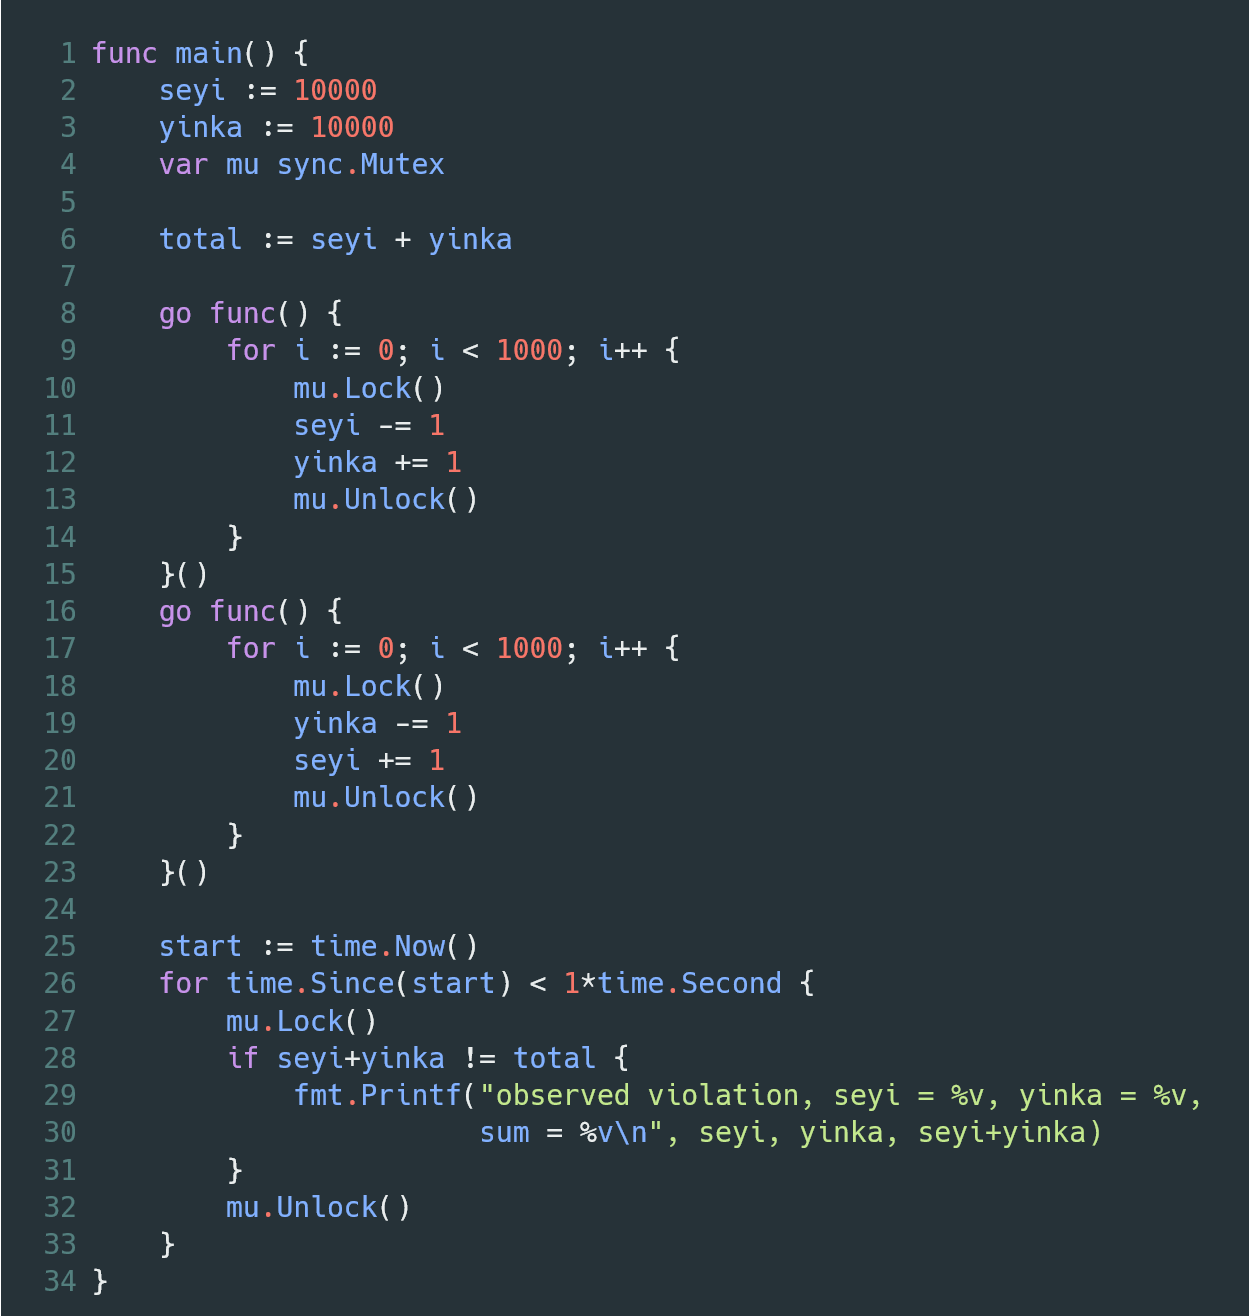 1 func main() {
2     seyi := 10000
3     yinka := 10000
4     var mu sync.Mutex
5
6     total := seyi + yinka
7
8     go func() {
9         for i := 0; i < 1000; i++ {
10             mu.Lock()
11             seyi -= 1
12             yinka += 1
13             mu.Unlock()
14         }
15     }()
16     go func() {
17         for i := 0; i < 1000; i++ {
18             mu.Lock()
19             yinka -= 1
20             seyi += 1
21             mu.Unlock()
22         }
23     }()
24
25     start := time.Now()
26     for time.Since(start) < 1*time.Second {
27         mu.Lock()
28         if seyi+yinka != total {
29             fmt.Printf("observed violation, seyi = %v, yinka = %v,
30                        sum = %v\n", seyi, yinka, seyi+yinka)
31         }
32         mu.Unlock()
33     }
34 }